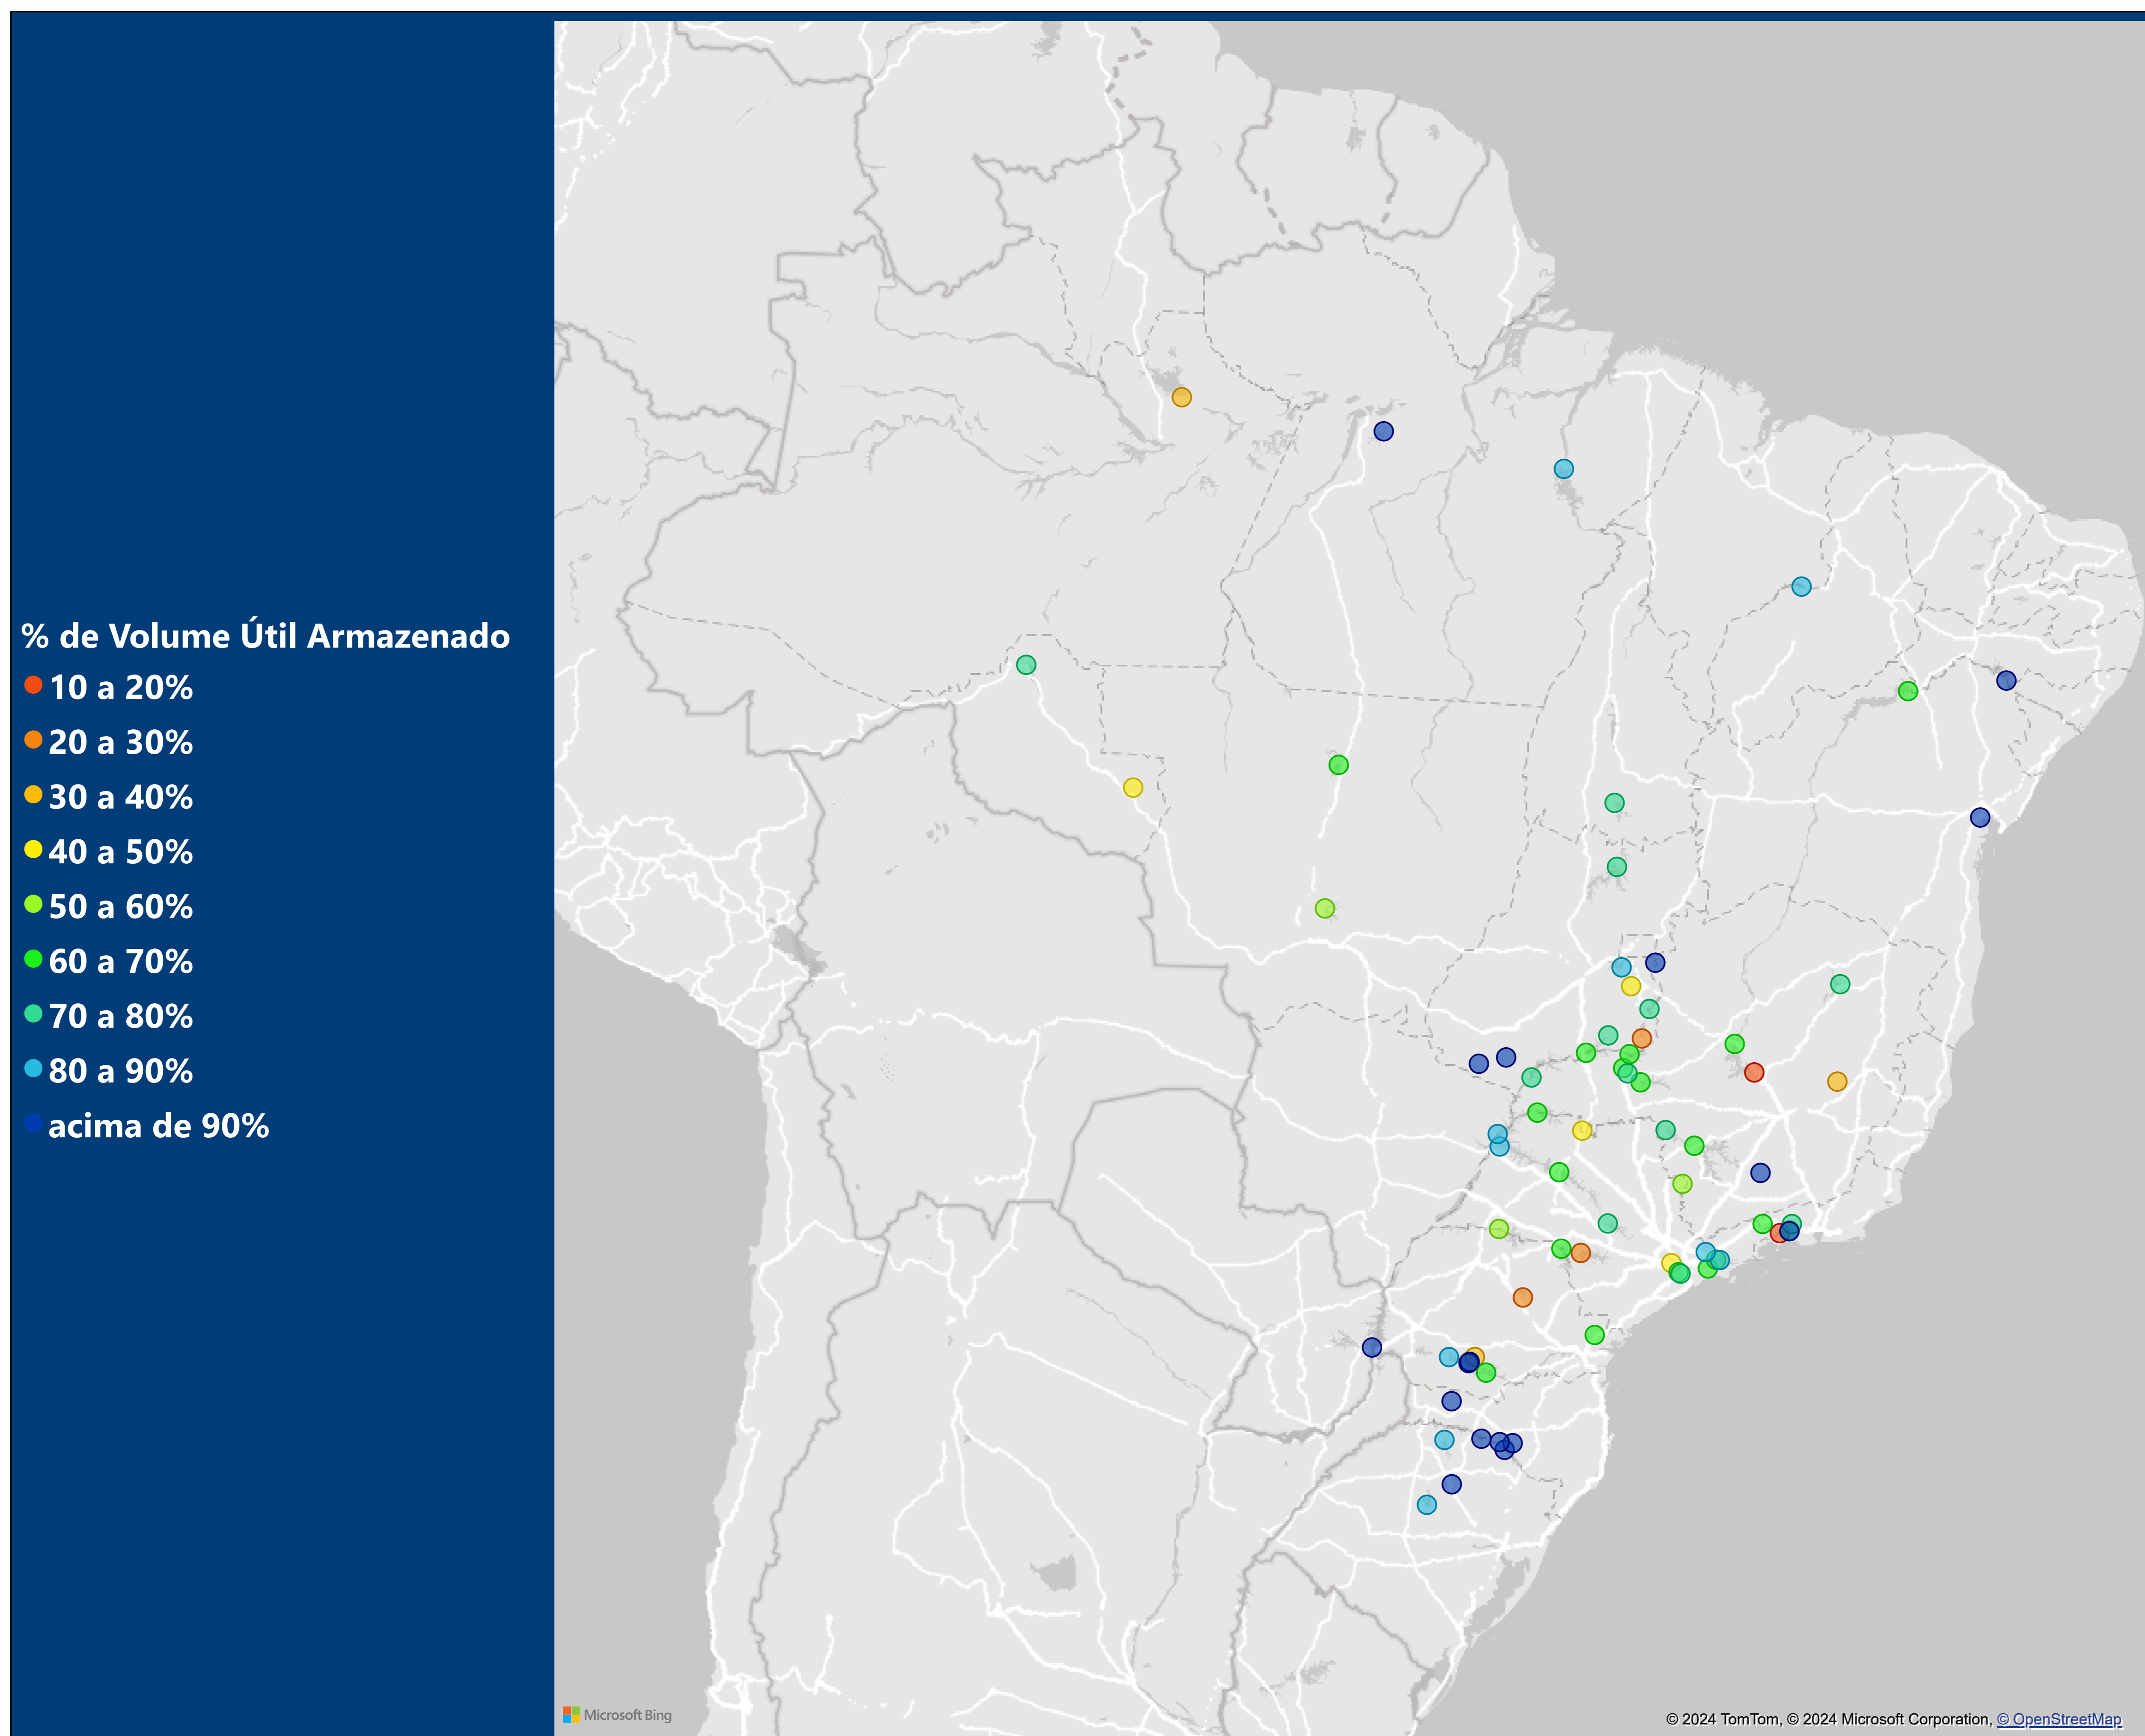 % de Volume Útil Armazenado
10 a 20%
20 a 30%
30 a 40%
40 a 50%
50 a 60%
60 a 70%
70 a 80%
80 a 90%
acima de 90%
Microsoft Bing
© 2024 TomTom, © 2024 Microsoft Corporation, © OpenStreetMap